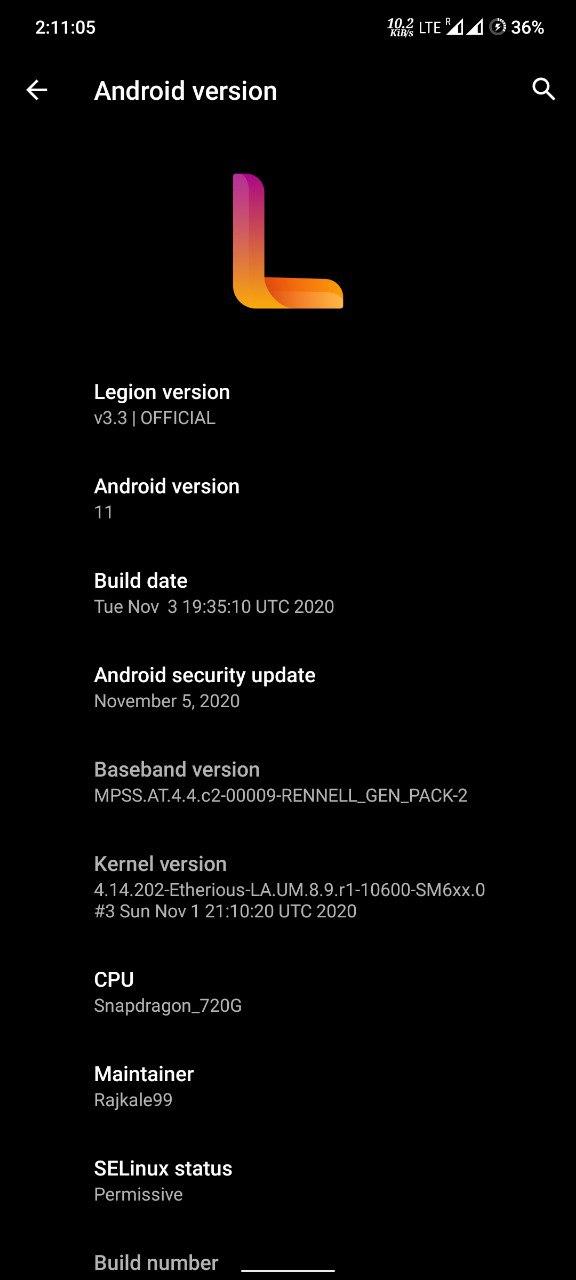 2:11:05 10.2 KiB/s LTE R 36%
Android version
Legion version
v3.3 | OFFICIAL
Android version
11
Build date
Tue Nov  3 19:35:10 UTC 2020
Android security update
November 5, 2020
Baseband version
MPSS.AT.4.4.c2-00009-RENNELL_GEN_PACK-2
Kernel version
4.14.202-Etherious-LA.UM.8.9.r1-10600-SM6xx.0
#3 Sun Nov 1 21:10:20 UTC 2020
CPU
Snapdragon_720G
Maintainer
Rajkale99
SELinux status
Permissive
Build number